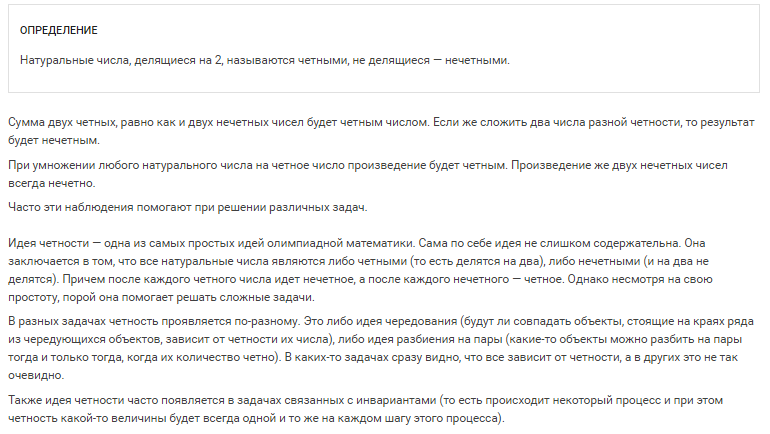 ОПРЕДЕЛЕНИЕ
Натуральные числа, делящиеся на 2, называются четными, не делящиеся — нечетными.
Сумма двух четных, равно как и двух нечетных чисел будет четным числом. Если же сложить два числа разной четности, то результат
будет нечетным.
При умножении любого натурального числа на четное число произведение будет четным. Произведение же двух нечетных чисел
всегда нечетно.
Часто эти наблюдения помогают при решении различных задач.
Идея четности — одна из самых простых идей олимпиадной математики. Сама по себе идея не слишком содержательна. Она
заключается в том, что все натуральные числа являются либо четными (то есть делятся на два), либо нечетными (и на два не
делятся). Причем после каждого четного числа идет нечетное, а после каждого нечетного — четное. Однако несмотря на свою
простоту, порой она помогает решать сложные задачи.
В разных задачах четность проявляется по-разному. Это либо идея чередования (будут ли совпадать объекты, стоящие на краях ряда
из чередующихся объектов, зависит от четности их числа), либо идея разбиения на пары (какие-то объекты можно разбить на пары
тогда и только тогда, когда их количество четно). В каких-то задачах сразу видно, что все зависит от четности, а в других это не так
очевидно.
Также идея четности часто появляется в задачах связанных с инвариантами (то есть происходит некоторый процесс и при этом
четность какой-то величины будет всегда одной и то же на каждом шагу этого процесса).